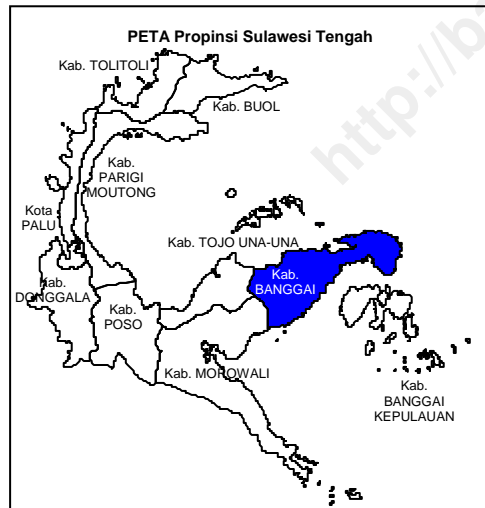 PETA Propinsi Sulawesi Tengah
Kab. TOLITOLI
Kab. BUOL
Kab.
PARIGI
MOUTONG
Kota
PALU
Kab. TOJO UNA-UNA
Kab.
BANGGAI
Kab.
DONGGALA
Kab.
POSO
Kab. MOROWALI
Kab.
BANGGAI
KEPULAUAN
http://b